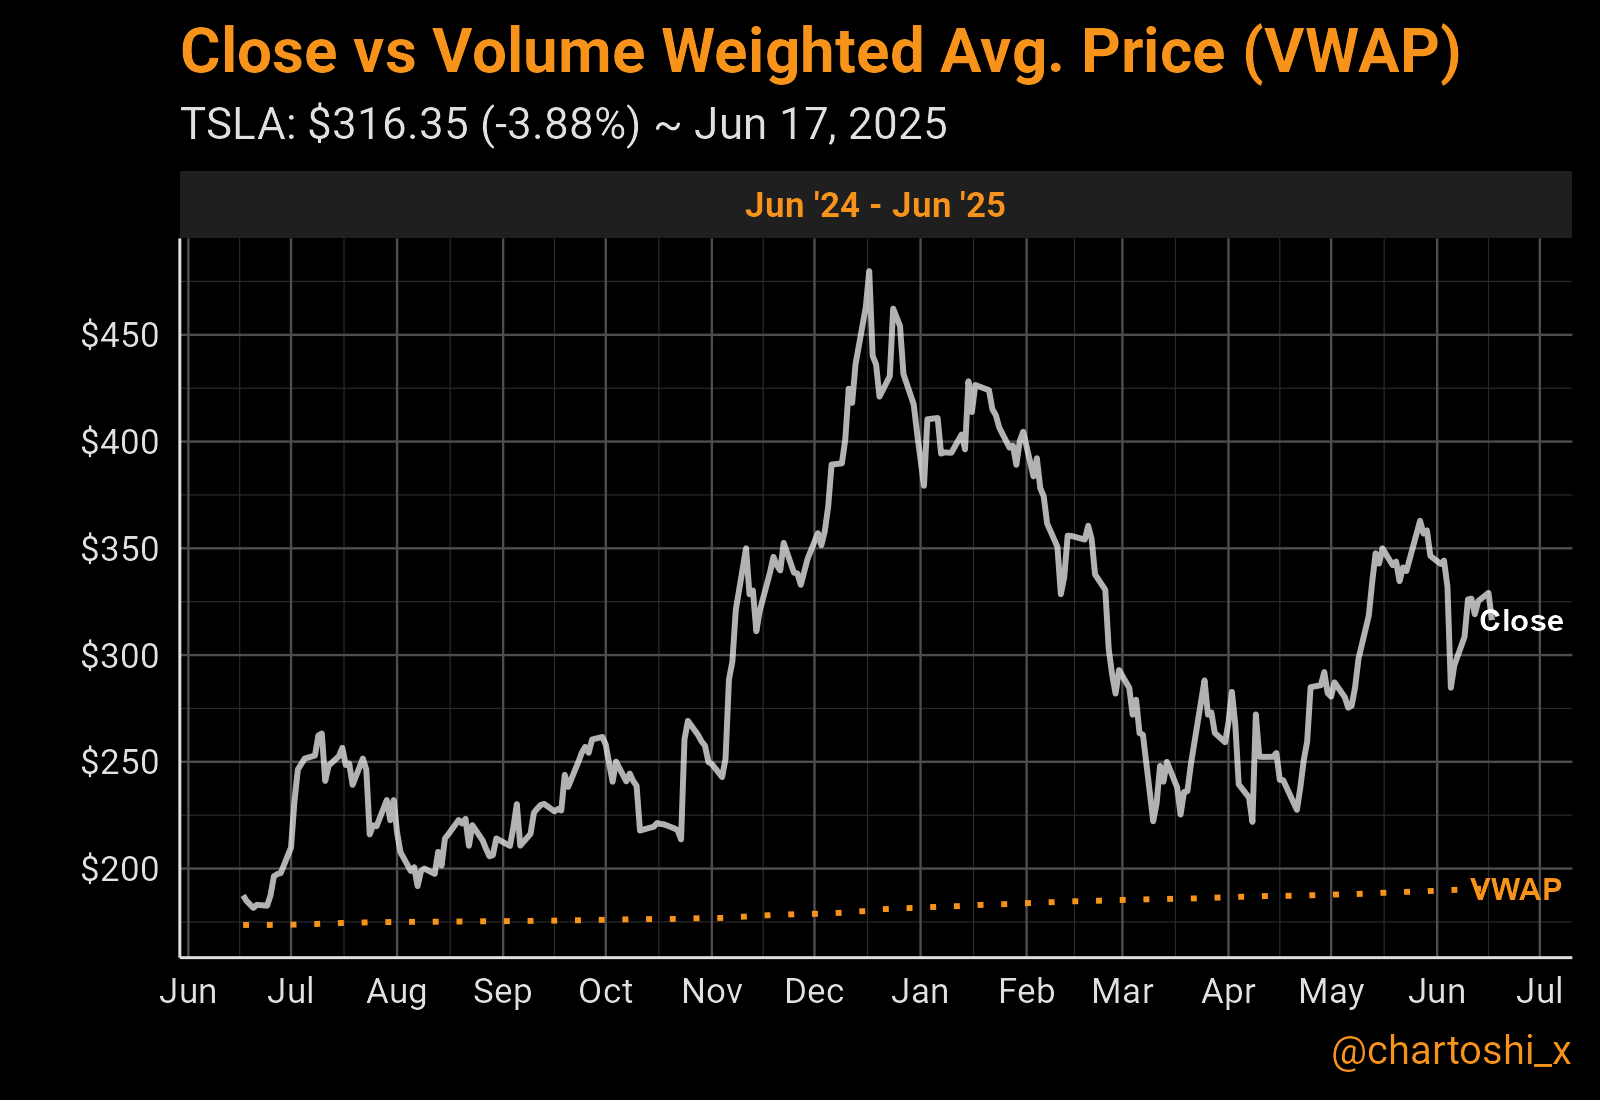 Close vs Volume Weighted Avg. Price (VWAP)
TSLA: $316.35 (-3.88%) ~ Jun 17, 2025
Jun '24 - Jun '25
$450
$400
$350
$300
$250
$200
Close
VWAP
Jun Jul Aug Sep Oct Nov Dec Jan Feb Mar Apr May Jun Jul
@chartoshi_x